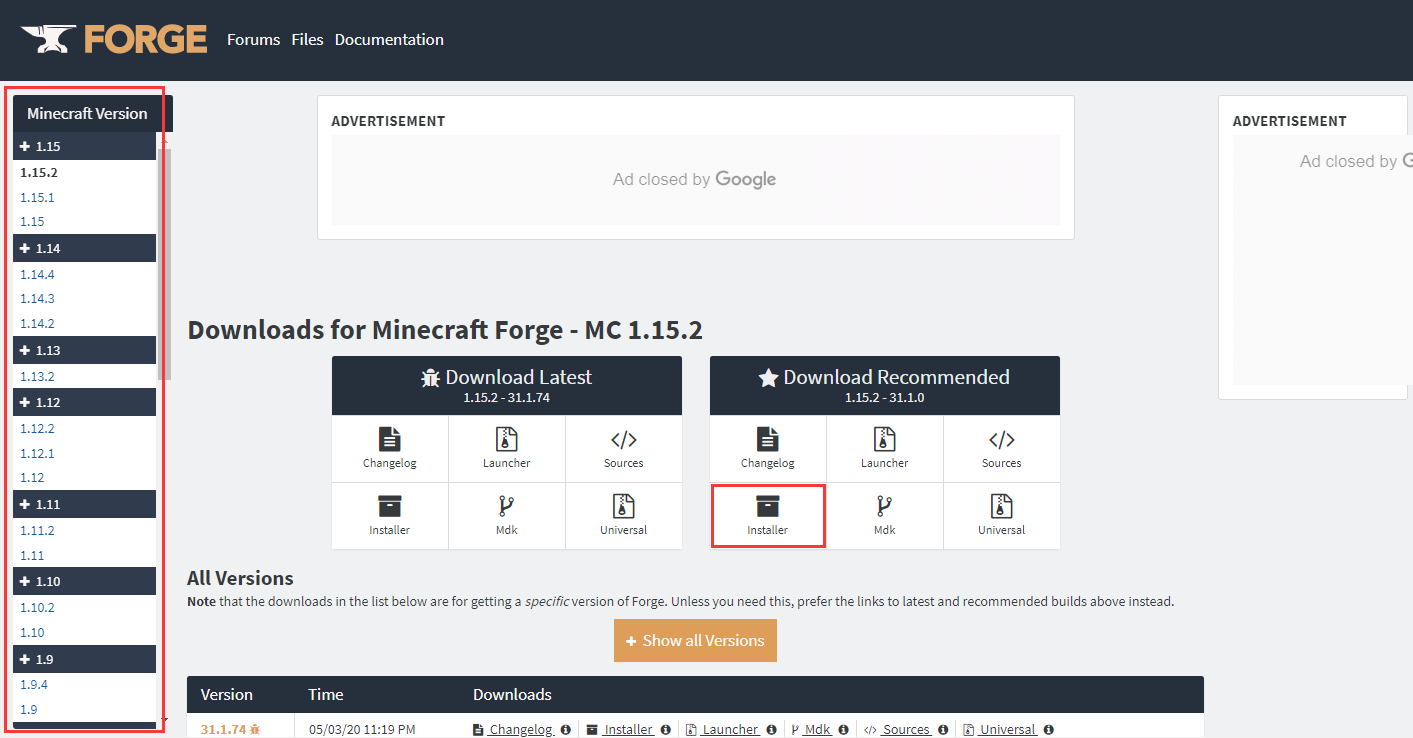 FORGE Forums Files Documentation
Minecraft Version
1.15
1.15.2
1.15.1
1.15
1.14
1.14.4
1.14.3
1.14.2
1.13
1.13.2
1.12
1.12.2
1.12.1
1.12
1.11
1.11.2
1.11
1.10
1.10.2
1.10
1.9
1.9.4
1.9
ADVERTISEMENT
Ad closed by Google
ADVERTISEMENT
Ad closed by
Downloads for Minecraft Forge - MC 1.15.2
Download Latest
1.15.2 - 31.1.74
Changelog Launcher Sources
Installer Mdk Universal
Download Recommended
1.15.2 - 31.1.0
Changelog Launcher Sources
Installer Mdk Universal
All Versions
Note that the downloads in the list below are for getting a specific version of Forge. Unless you need this, prefer the links to latest and recommended builds above instead.
+ Show all Versions
Version Time Downloads
31.1.74 05/03/20 11:19 PM Changelog Installer Launcher Mdk Sources Universal